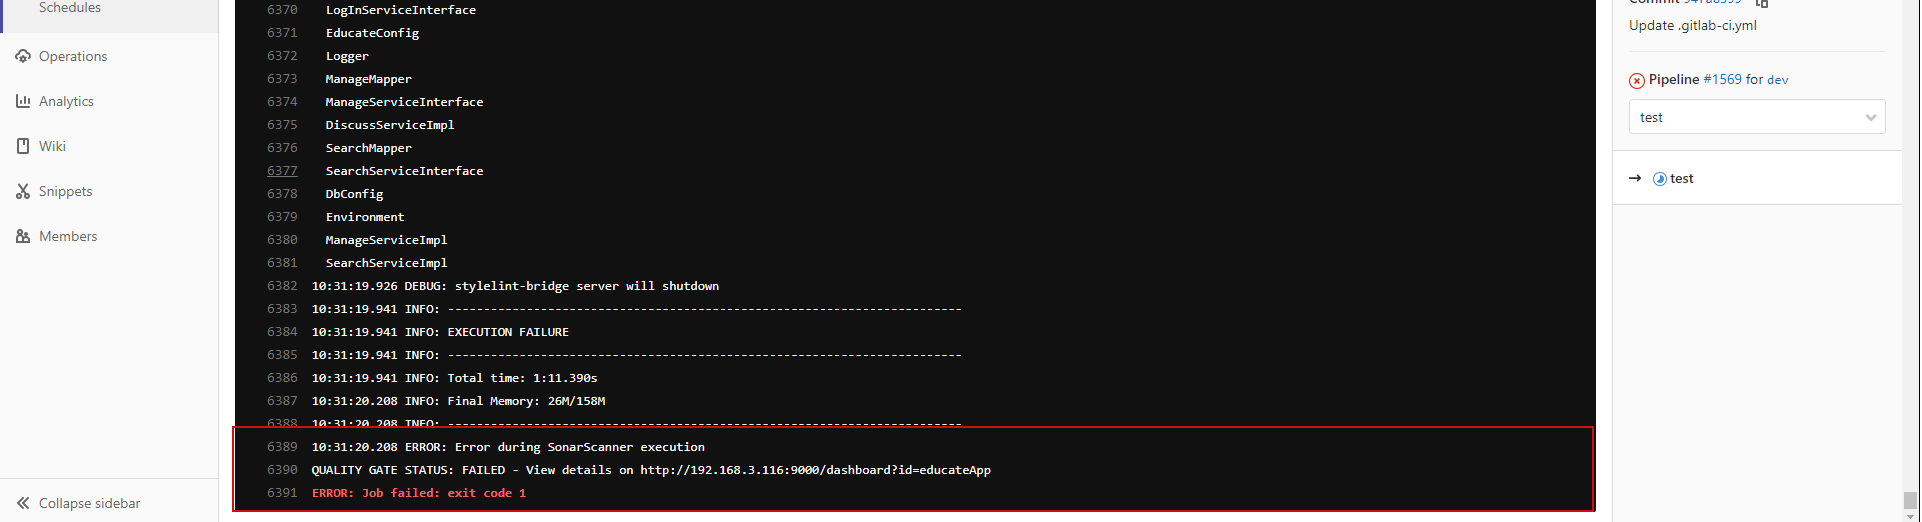 Schedules
Operations
Analytics
Wiki
Snippets
Members
Collapse sidebar
6370 LogInServiceInterface
6371 EducateConfig
6372 Logger
6373 ManageMapper
6374 ManageServiceInterface
6375 DiscussServiceImpl
6376 SearchMapper
6377 SearchServiceInterface
6378 DbConfig
6379 Environment
6380 ManageServiceImpl
6381 SearchServiceImpl
6382 10:31:19.926 DEBUG: stylelint-bridge server will shutdown
6383 10:31:19.941 INFO: ------------------------------------------------------------------------
6384 10:31:19.941 INFO: EXECUTION FAILURE
6385 10:31:19.941 INFO: ------------------------------------------------------------------------
6386 10:31:19.941 INFO: Total time: 1:11.390s
6387 10:31:20.208 INFO: Final Memory: 26M/158M
6388 10:31:20.208 INFO: ------------------------------------------------------------------------
6389 10:31:20.208 ERROR: Error during SonarScanner execution
6390 QUALITY GATE STATUS: FAILED - View details on http://192.168.3.116:9000/dashboard?id=educateApp
6391 ERROR: Job failed: exit code 1
Commit
Update .gitlab-ci.yml
Pipeline #1569 for dev
test
→ test